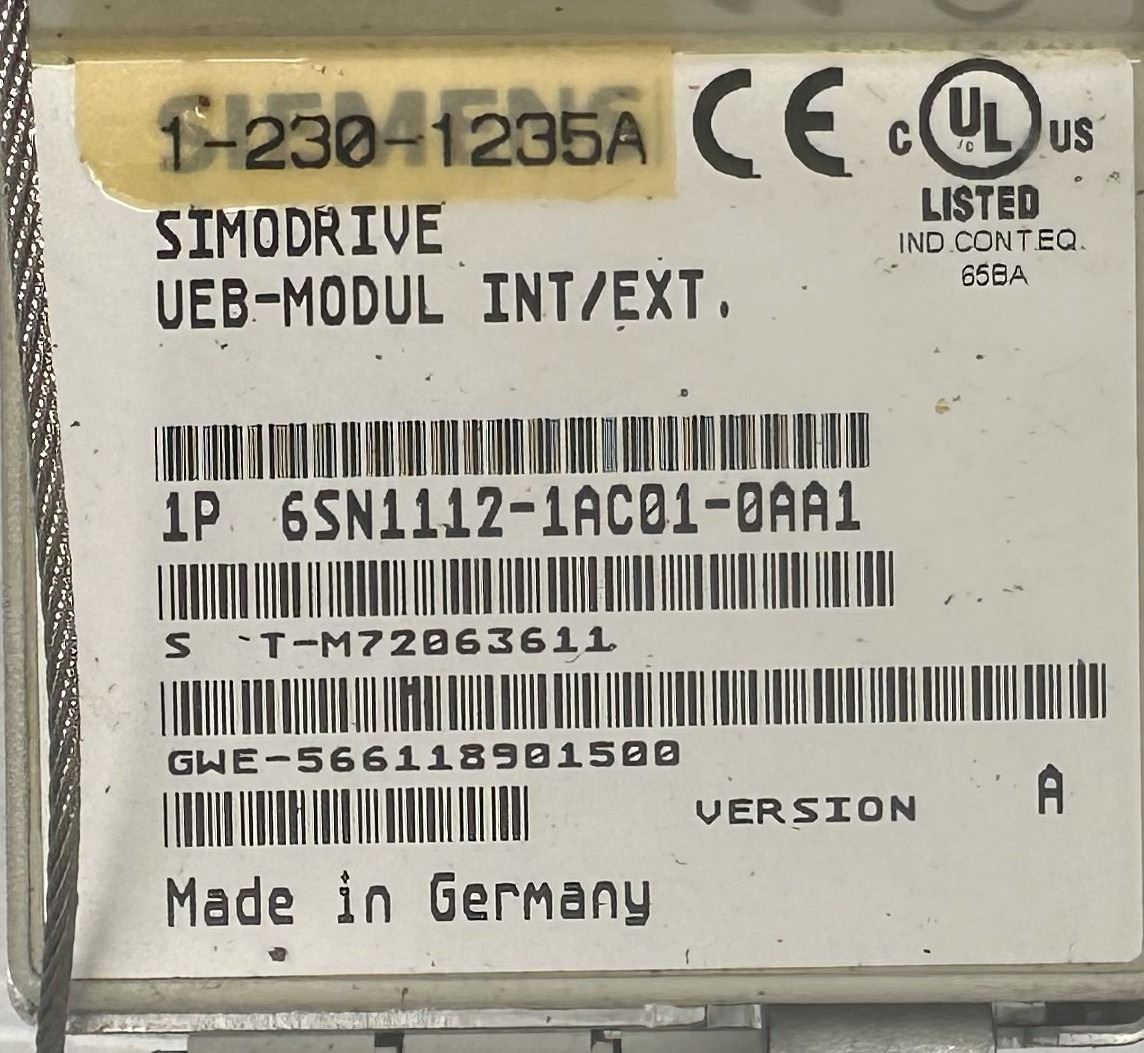 SIEMENS
1-230-1235A
CE
C UL US
LISTED
IND.CONT.EQ.
65BA
SIMODRIVE
UEB-MODUL INT/EXT.
1P 6SN1112-1AC01-0AA1
S T-M72063611
GWE-566118901500
VERSION A
Made in Germany